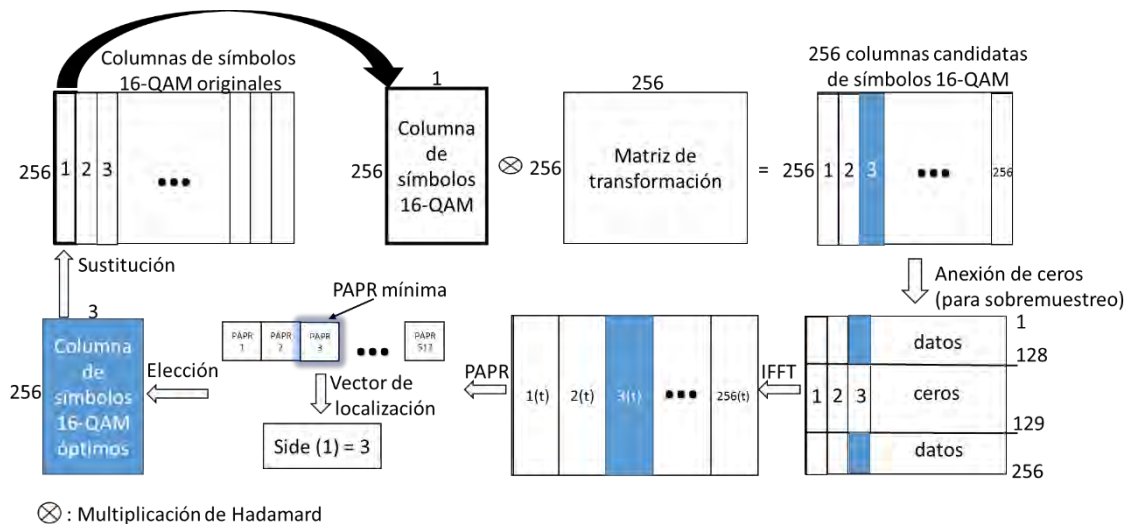 Columnas de símbolos
16-QAM originales
256
1
2
3
...
1
256
Columna
de
símbolos
16-QAM
⊗
256
256
Matriz de
transformación
=
256 columnas candidatas
de símbolos 16-QAM
256
1
2
3
...
256
Sustitución
Anexión de ceros
(para sobremuestreo)
3
256
Columna
de
símbolos
16-QAM
óptimos
Elección
PAPR mínima
PAPR
1
PAPR
2
PAPR
3
...
PAPR
512
Vector de
localización
Side (1) = 3
PAPR
1(t)
2(t)
3(t)
...
256(t)
IFFT
1
2
3
datos
ceros
datos
1
128
129
256
⊗ : Multiplicación de Hadamard